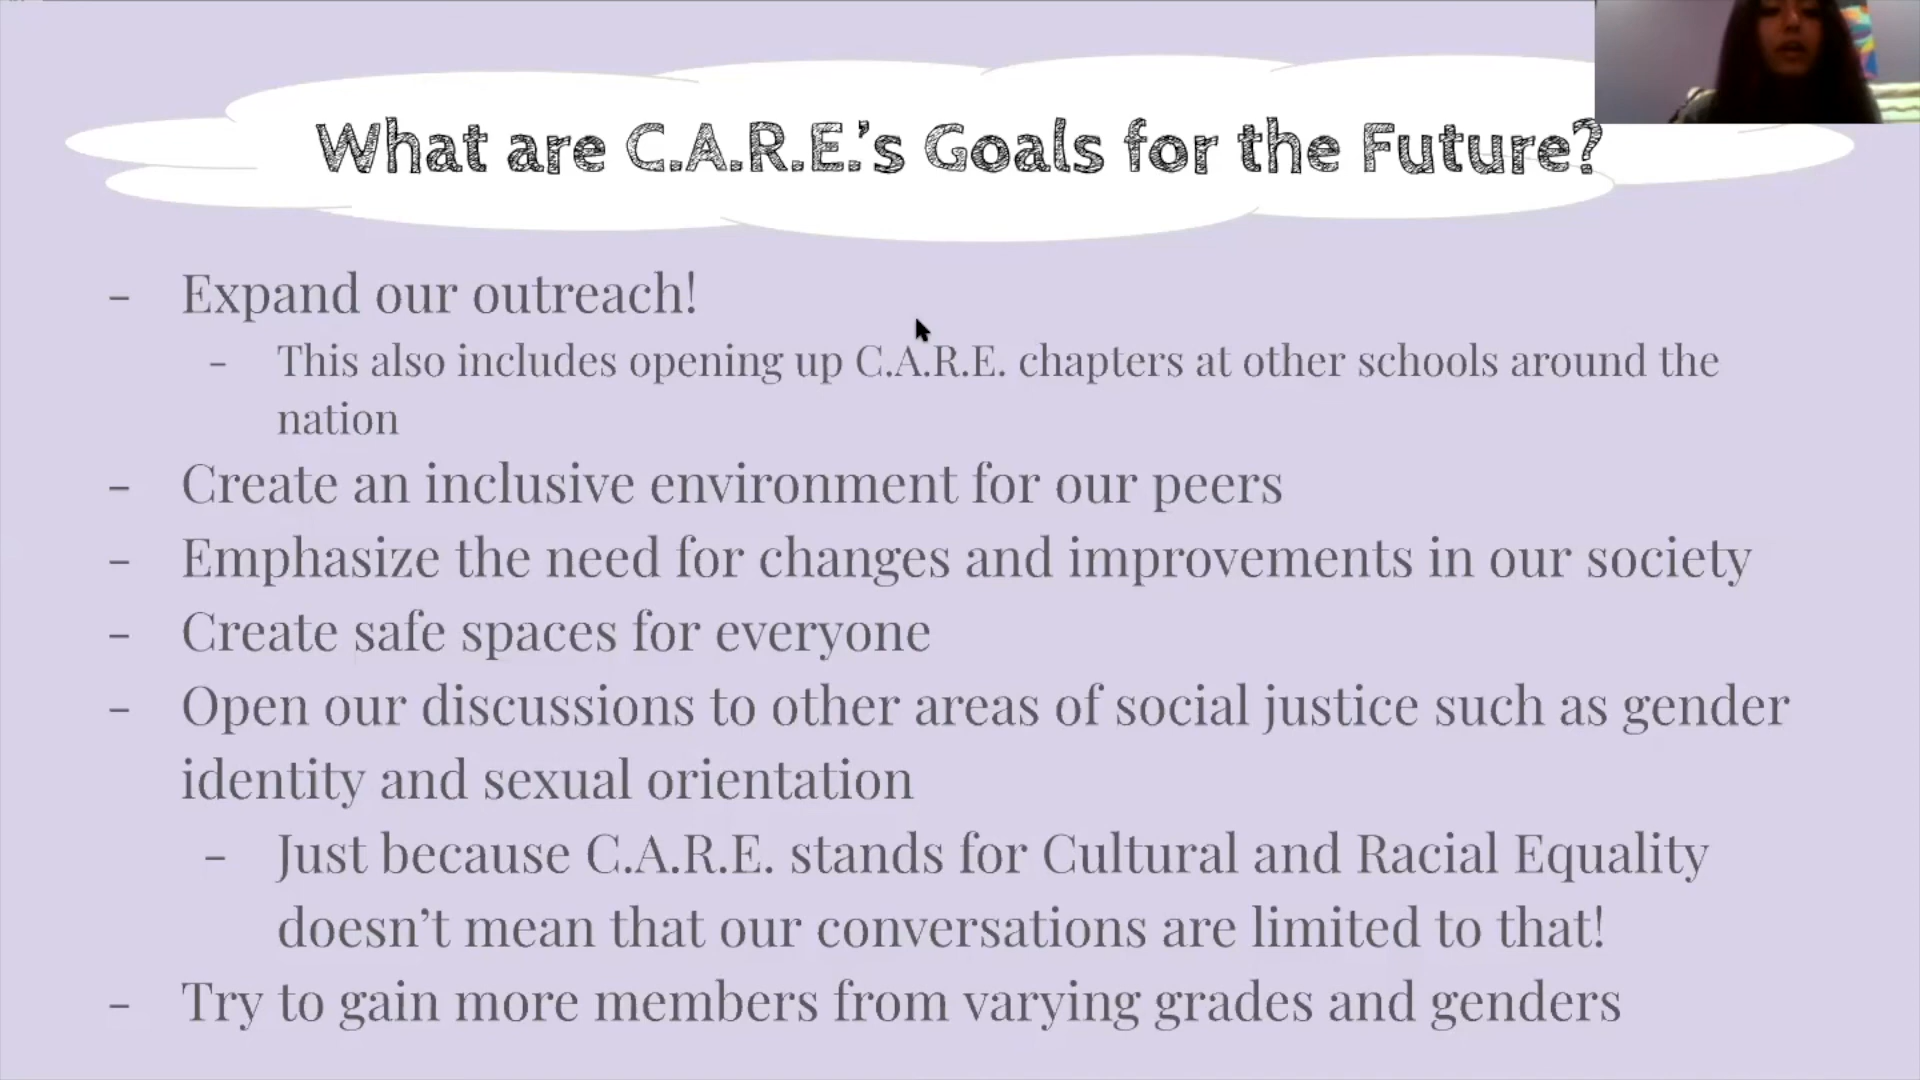 What are C.A.R.E.'s Goals for the Future?
- Expand our outreach!
- This also includes opening up C.A.R.E. chapters at other schools around the
nation
- Create an inclusive environment for our peers
- Emphasize the need for changes and improvements in our society
- Create safe spaces for everyone
- Open our discussions to other areas of social justice such as gender
identity and sexual orientation
- Just because C.A.R.E. stands for Cultural and Racial Equality
doesn't mean that our conversations are limited to that!
- Try to gain more members from varying grades and genders